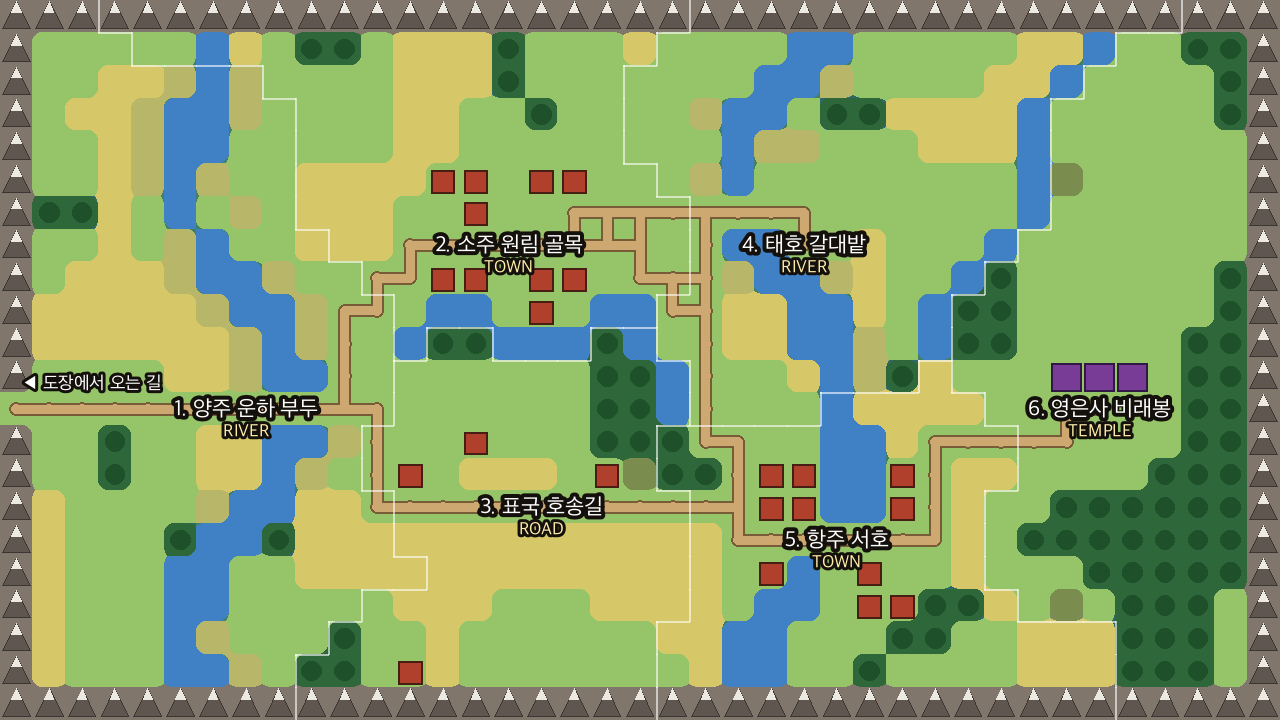 2. 소주 원림 골목
TOWN
4. 태호 갈대밭
RIVER
◀ 도장에서 오는 길
1. 양주 운하 부두
RIVER
6. 영은사 비래봉
TEMPLE
3. 표국 호송길
ROAD
5. 항주 서호
TOWN